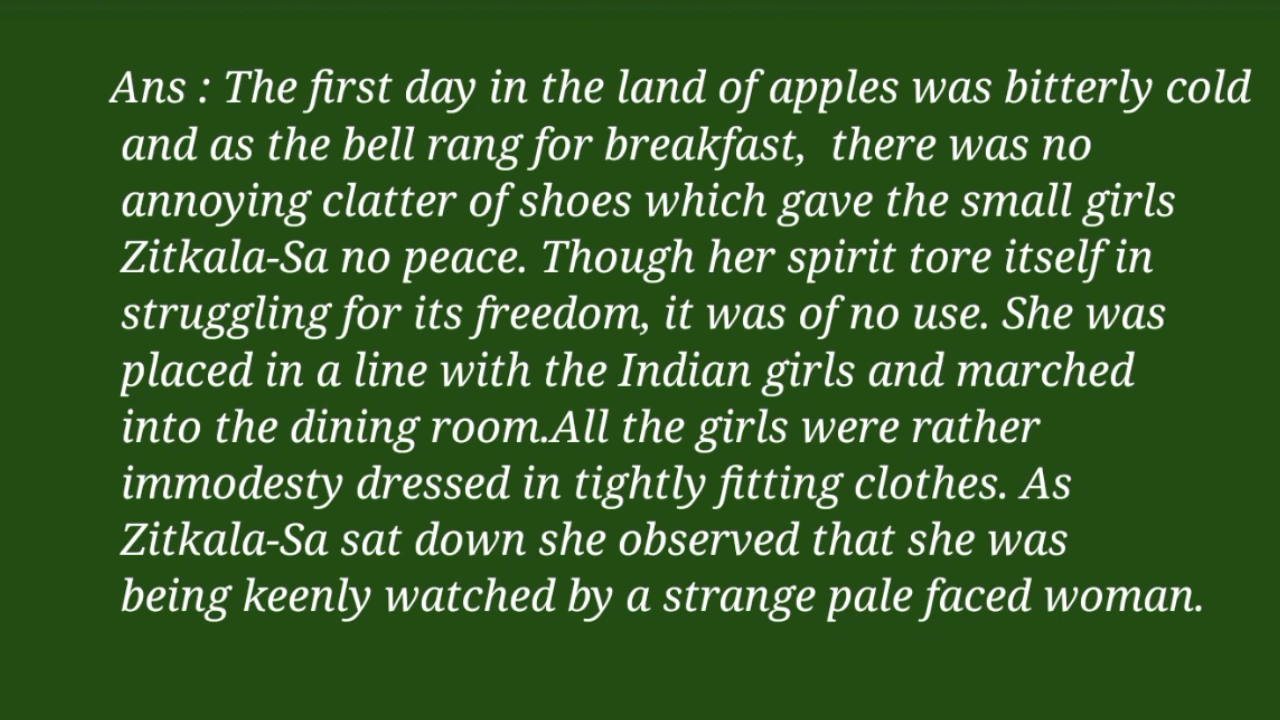 Ans : The first day in the land of apples was bitterly cold
and as the bell rang for breakfast,  there was no
annoying clatter of shoes which gave the small girls
Zitkala-Sa no peace. Though her spirit tore itself in
struggling for its freedom, it was of no use. She was
placed in a line with the Indian girls and marched
into the dining room.All the girls were rather
immodesty dressed in tightly fitting clothes. As
Zitkala-Sa sat down she observed that she was
being keenly watched by a strange pale faced woman.